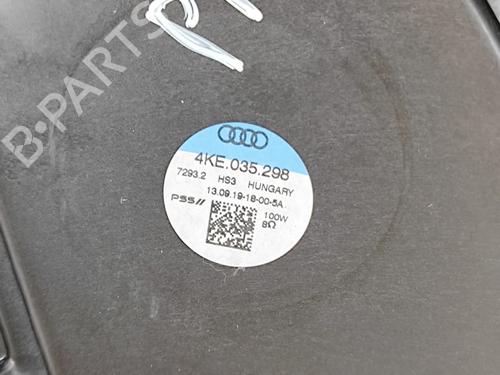 B-PARTS
4KE.035.298
7293.2 HS3 HUNGARY
13.09.19-18-00-5A
PSS//
100W
8Ω